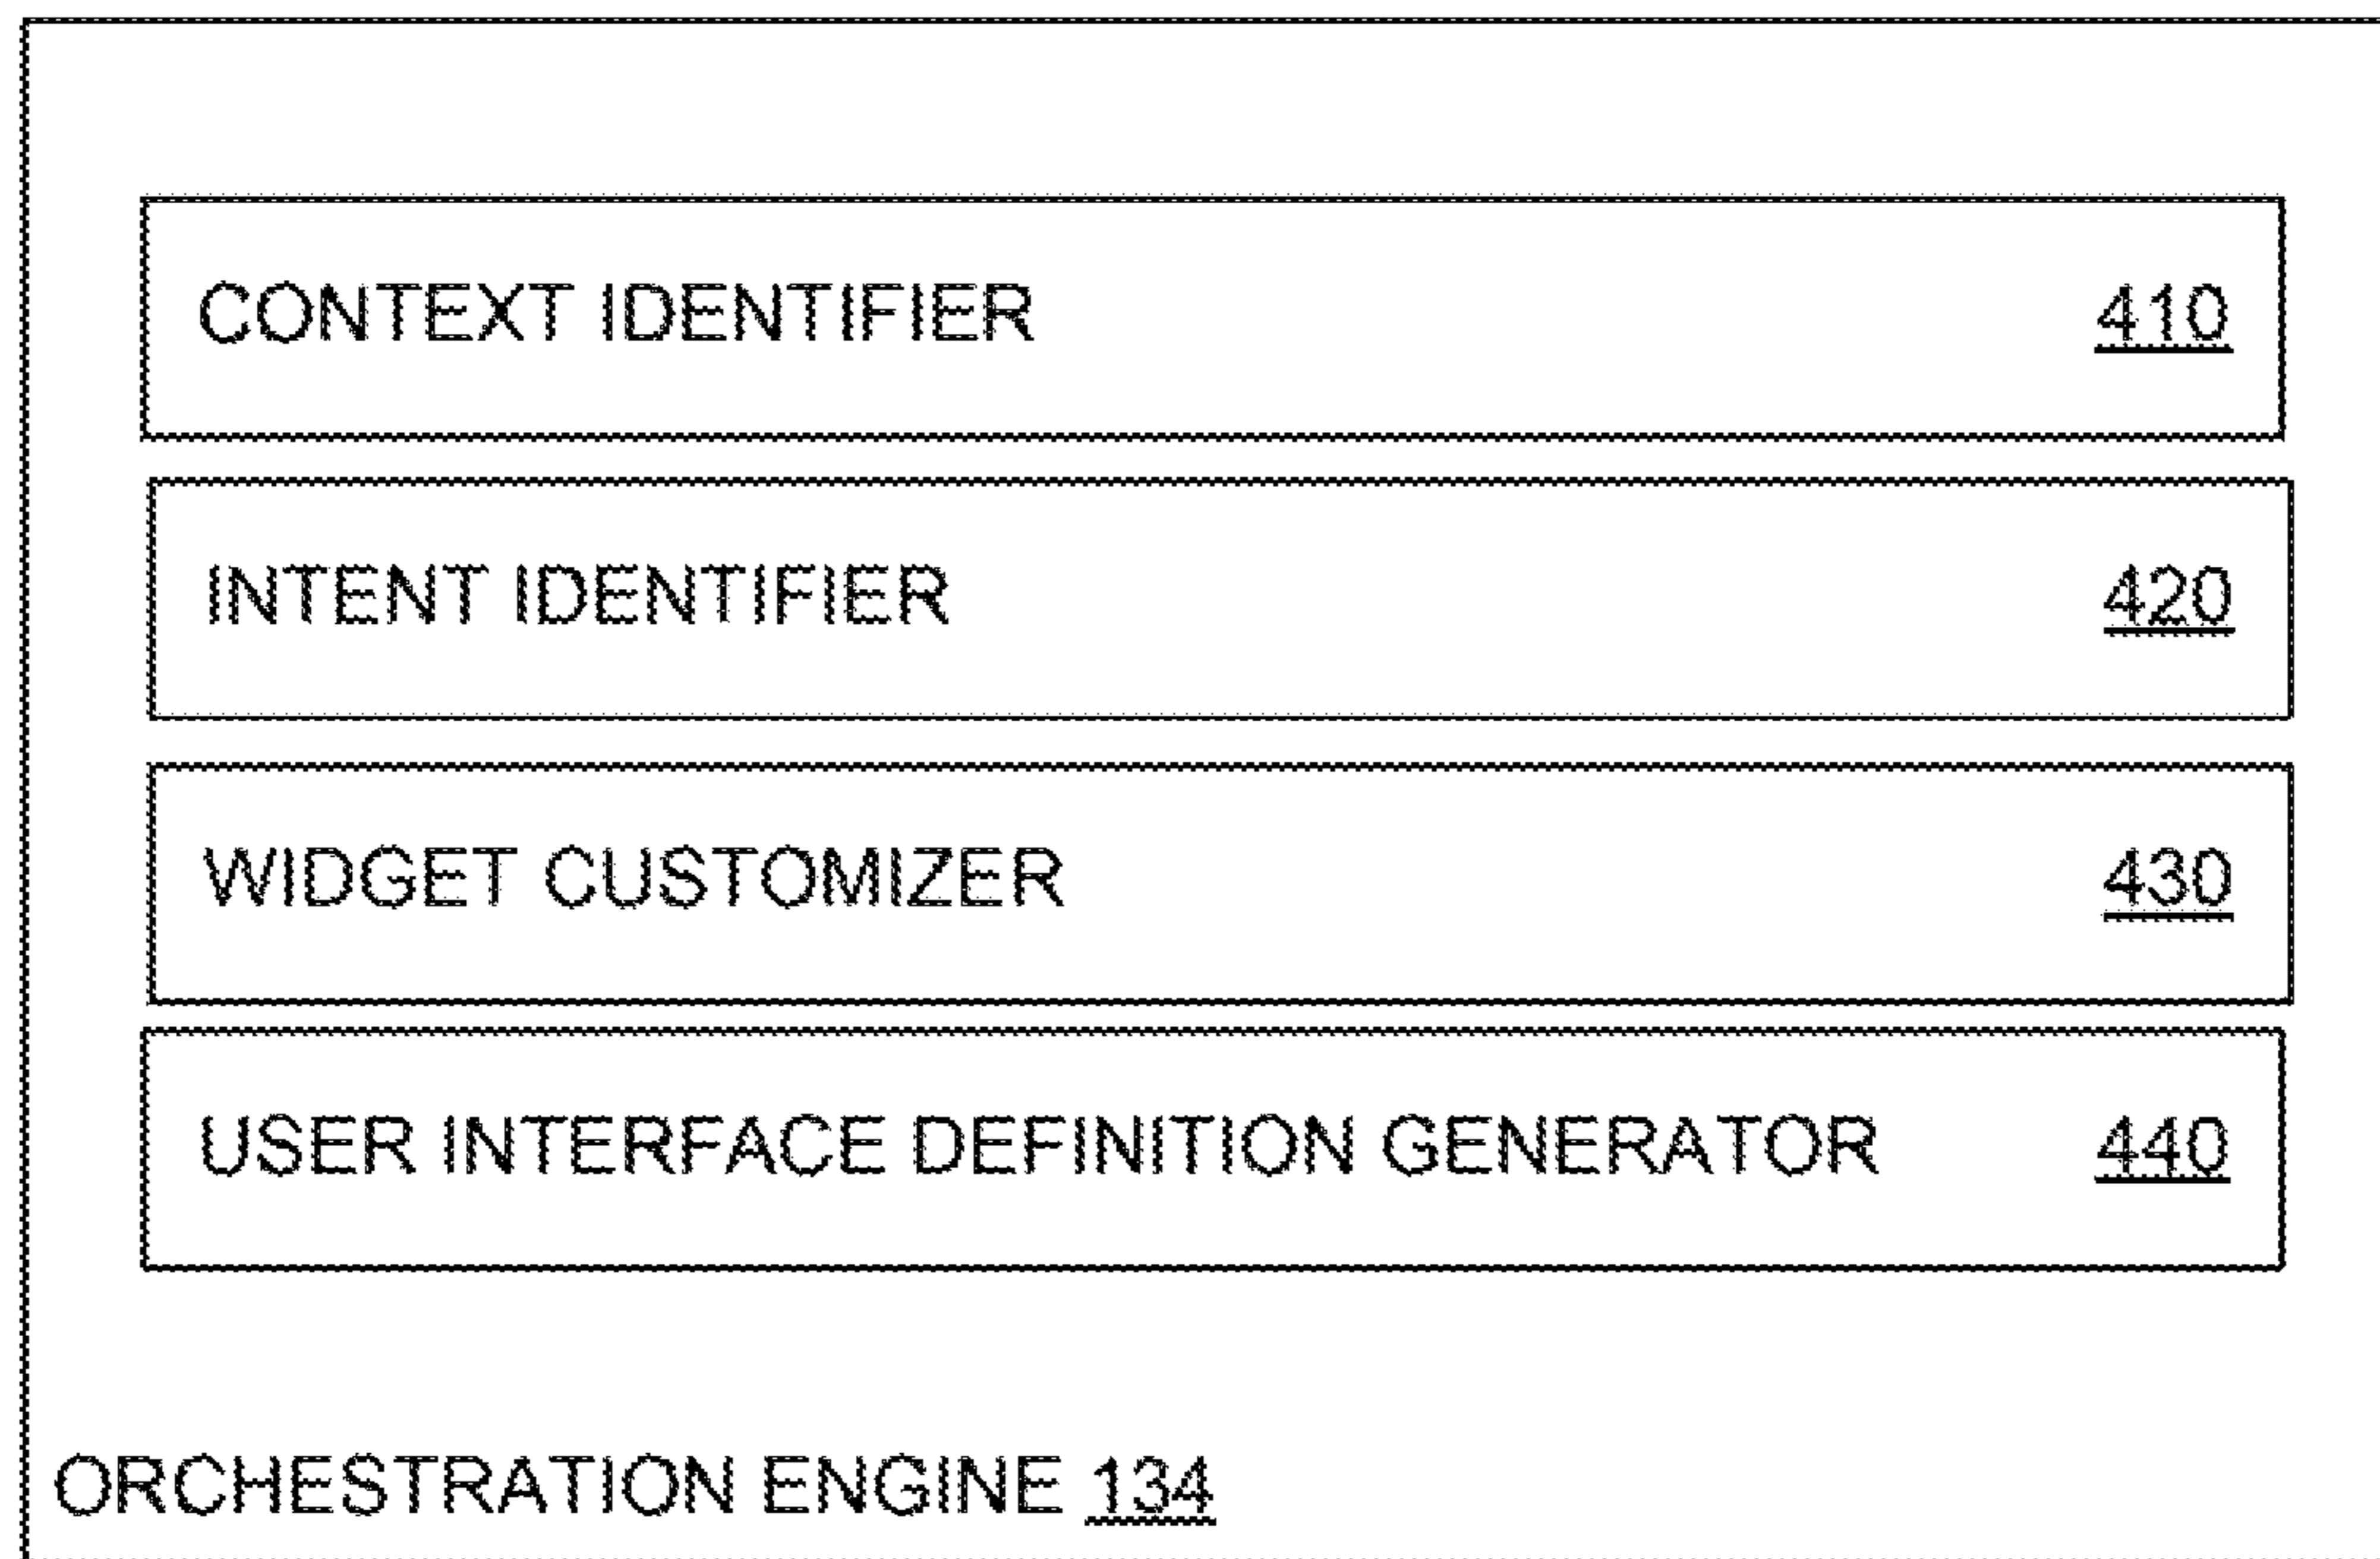 CONTEXT IDENTIFIER 410
INTENT IDENTIFIER 420
WIDGET CUSTOMIZER 430
USER INTERFACE DEFINITION GENERATOR 440
ORCHESTRATION ENGINE 134